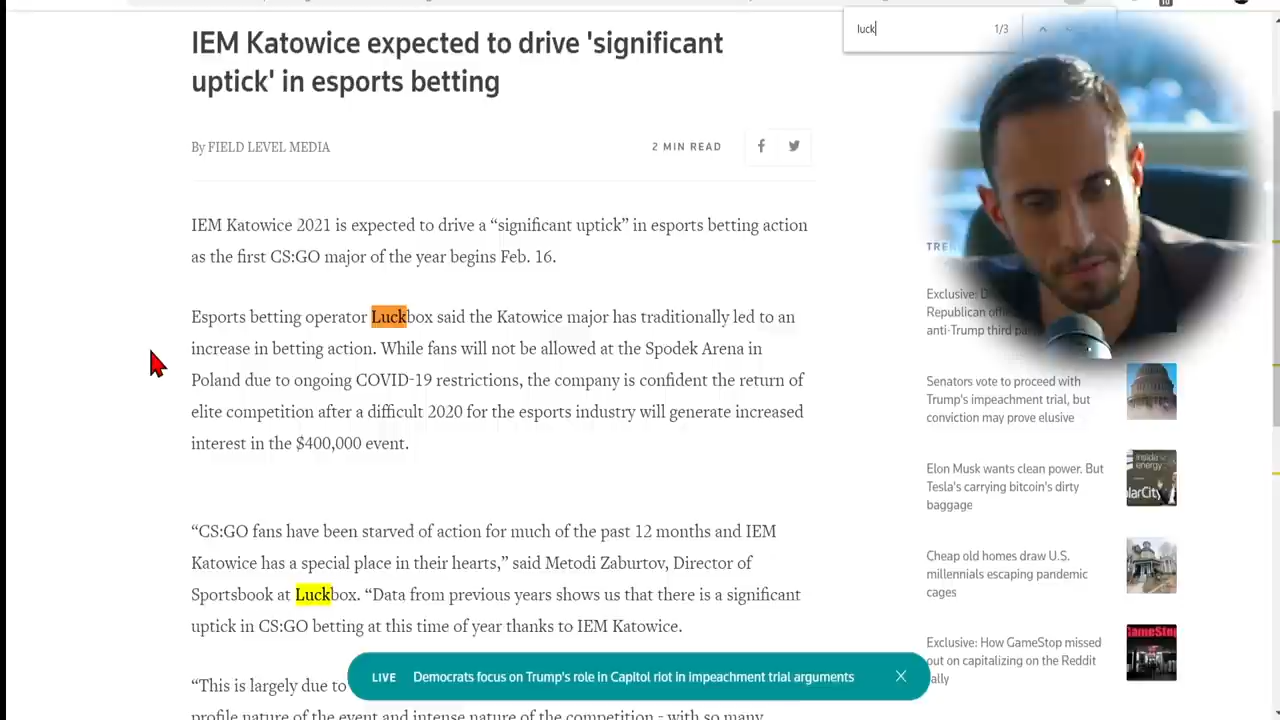 luck
1/3
IEM Katowice expected to drive 'significant
uptick' in esports betting
By FIELD LEVEL MEDIA
2 MIN READ
IEM Katowice 2021 is expected to drive a “significant uptick” in esports betting action
as the first CS:GO major of the year begins Feb. 16.
Esports betting operator Luckbox said the Katowice major has traditionally led to an
increase in betting action. While fans will not be allowed at the Spodek Arena in
Poland due to ongoing COVID-19 restrictions, the company is confident the return of
elite competition after a difficult 2020 for the esports industry will generate increased
interest in the $400,000 event.
“CS:GO fans have been starved of action for much of the past 12 months and IEM
Katowice has a special place in their hearts,” said Metodi Zaburtov, Director of
Sportsbook at Luckbox. “Data from previous years shows us that there is a significant
uptick in CS:GO betting at this time of year thanks to IEM Katowice.
“This is largely due to
profile nature of the event and intense nature of the competition - with so many
TRE
Exclusive:
Republican
anti-Trump third
Senators vote to proceed with
Trump's impeachment trial, but
conviction may prove elusive
Elon Musk wants clean power. But
Tesla's carrying bitcoin's dirty
baggage
inside
energy
olarCity
Cheap old homes draw U.S.
millennials escaping pandemic
cages
Exclusive: How GameStop missed
out on capitalizing on the Reddit
ally
GameStop
LIVE Democrats focus on Trump's role in Capitol riot in impeachment trial arguments